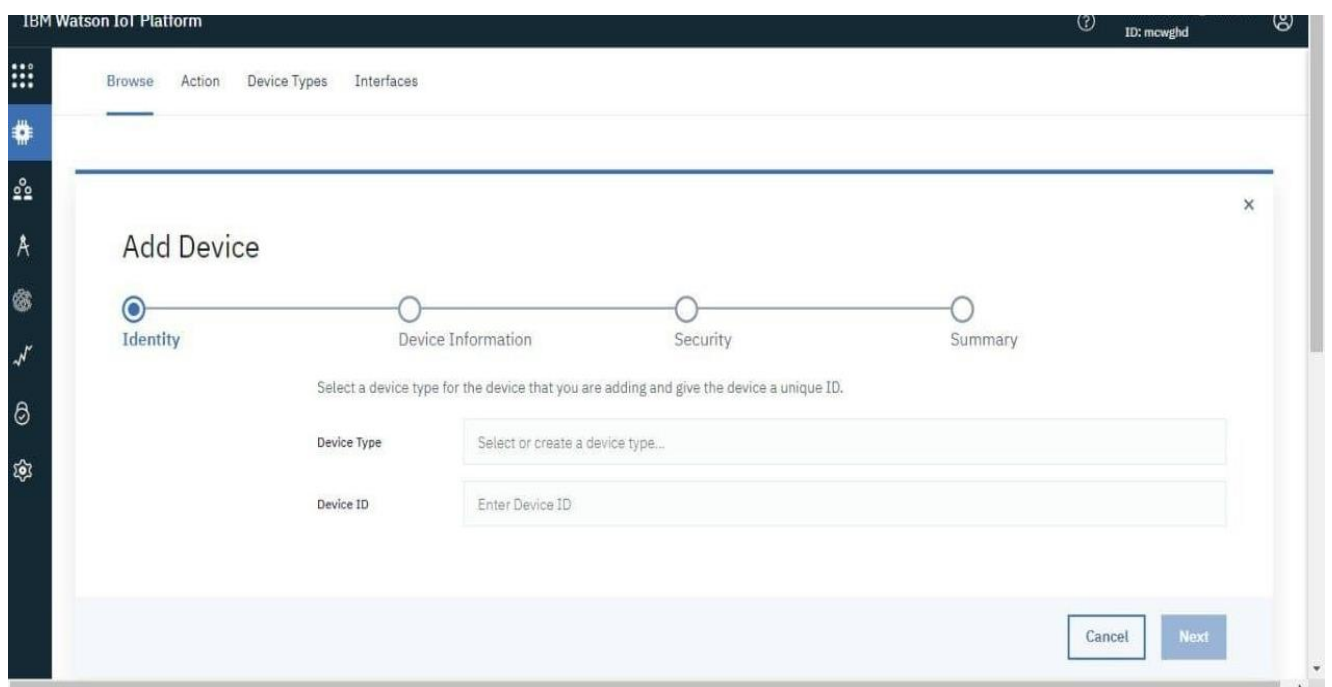 IBM Watson IoT Platform
ID: mcwghd
Browse Action Device Types Interfaces
Add Device
Identity Device Information Security Summary
Select a device type for the device that you are adding and give the device a unique ID.
Device Type Select or create a device type...
Device ID Enter Device ID
Cancel Next